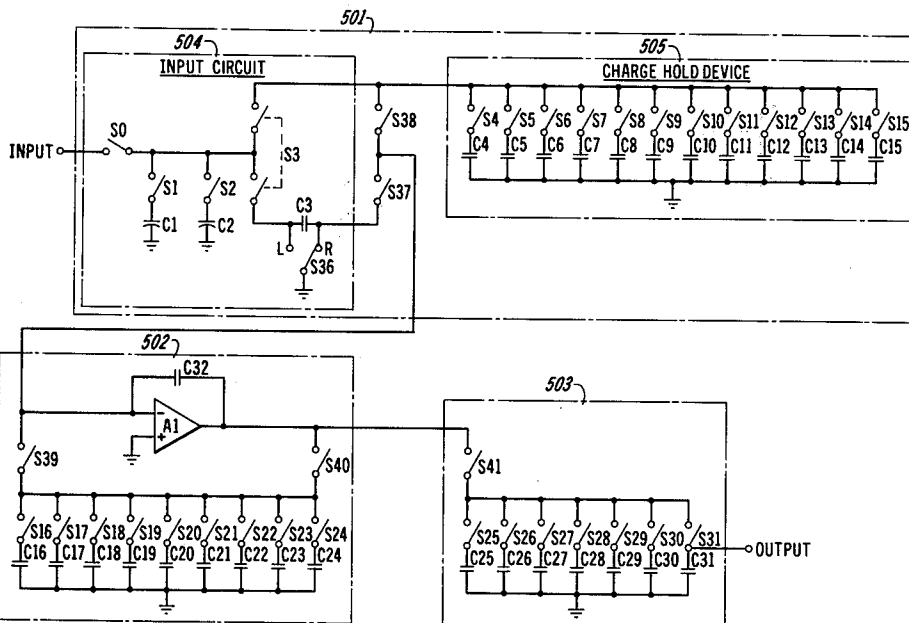 501
504
505
INPUT CIRCUIT
CHARGE HOLD DEVICE
S38
S4 S5 S6 S7 S8 S9 S10 S11 S12 S13 S14 S15
C4 C5 C6 C7 C8 C9 C10 C11 C12 C13 C14 C15
INPUT
S0
S3
S1 S2
S37
C1 C2
C3
L R
S36
502
C32
503
A1
S39
S40
S41
S16 S17 S18 S19 S20 S21 S22 S23 S24
C16 C17 C18 C19 C20 C21 C22 C23 C24
S25 S26 S27 S28 S29 S30 S31
C25 C26 C27 C28 C29 C30 C31
OUTPUT